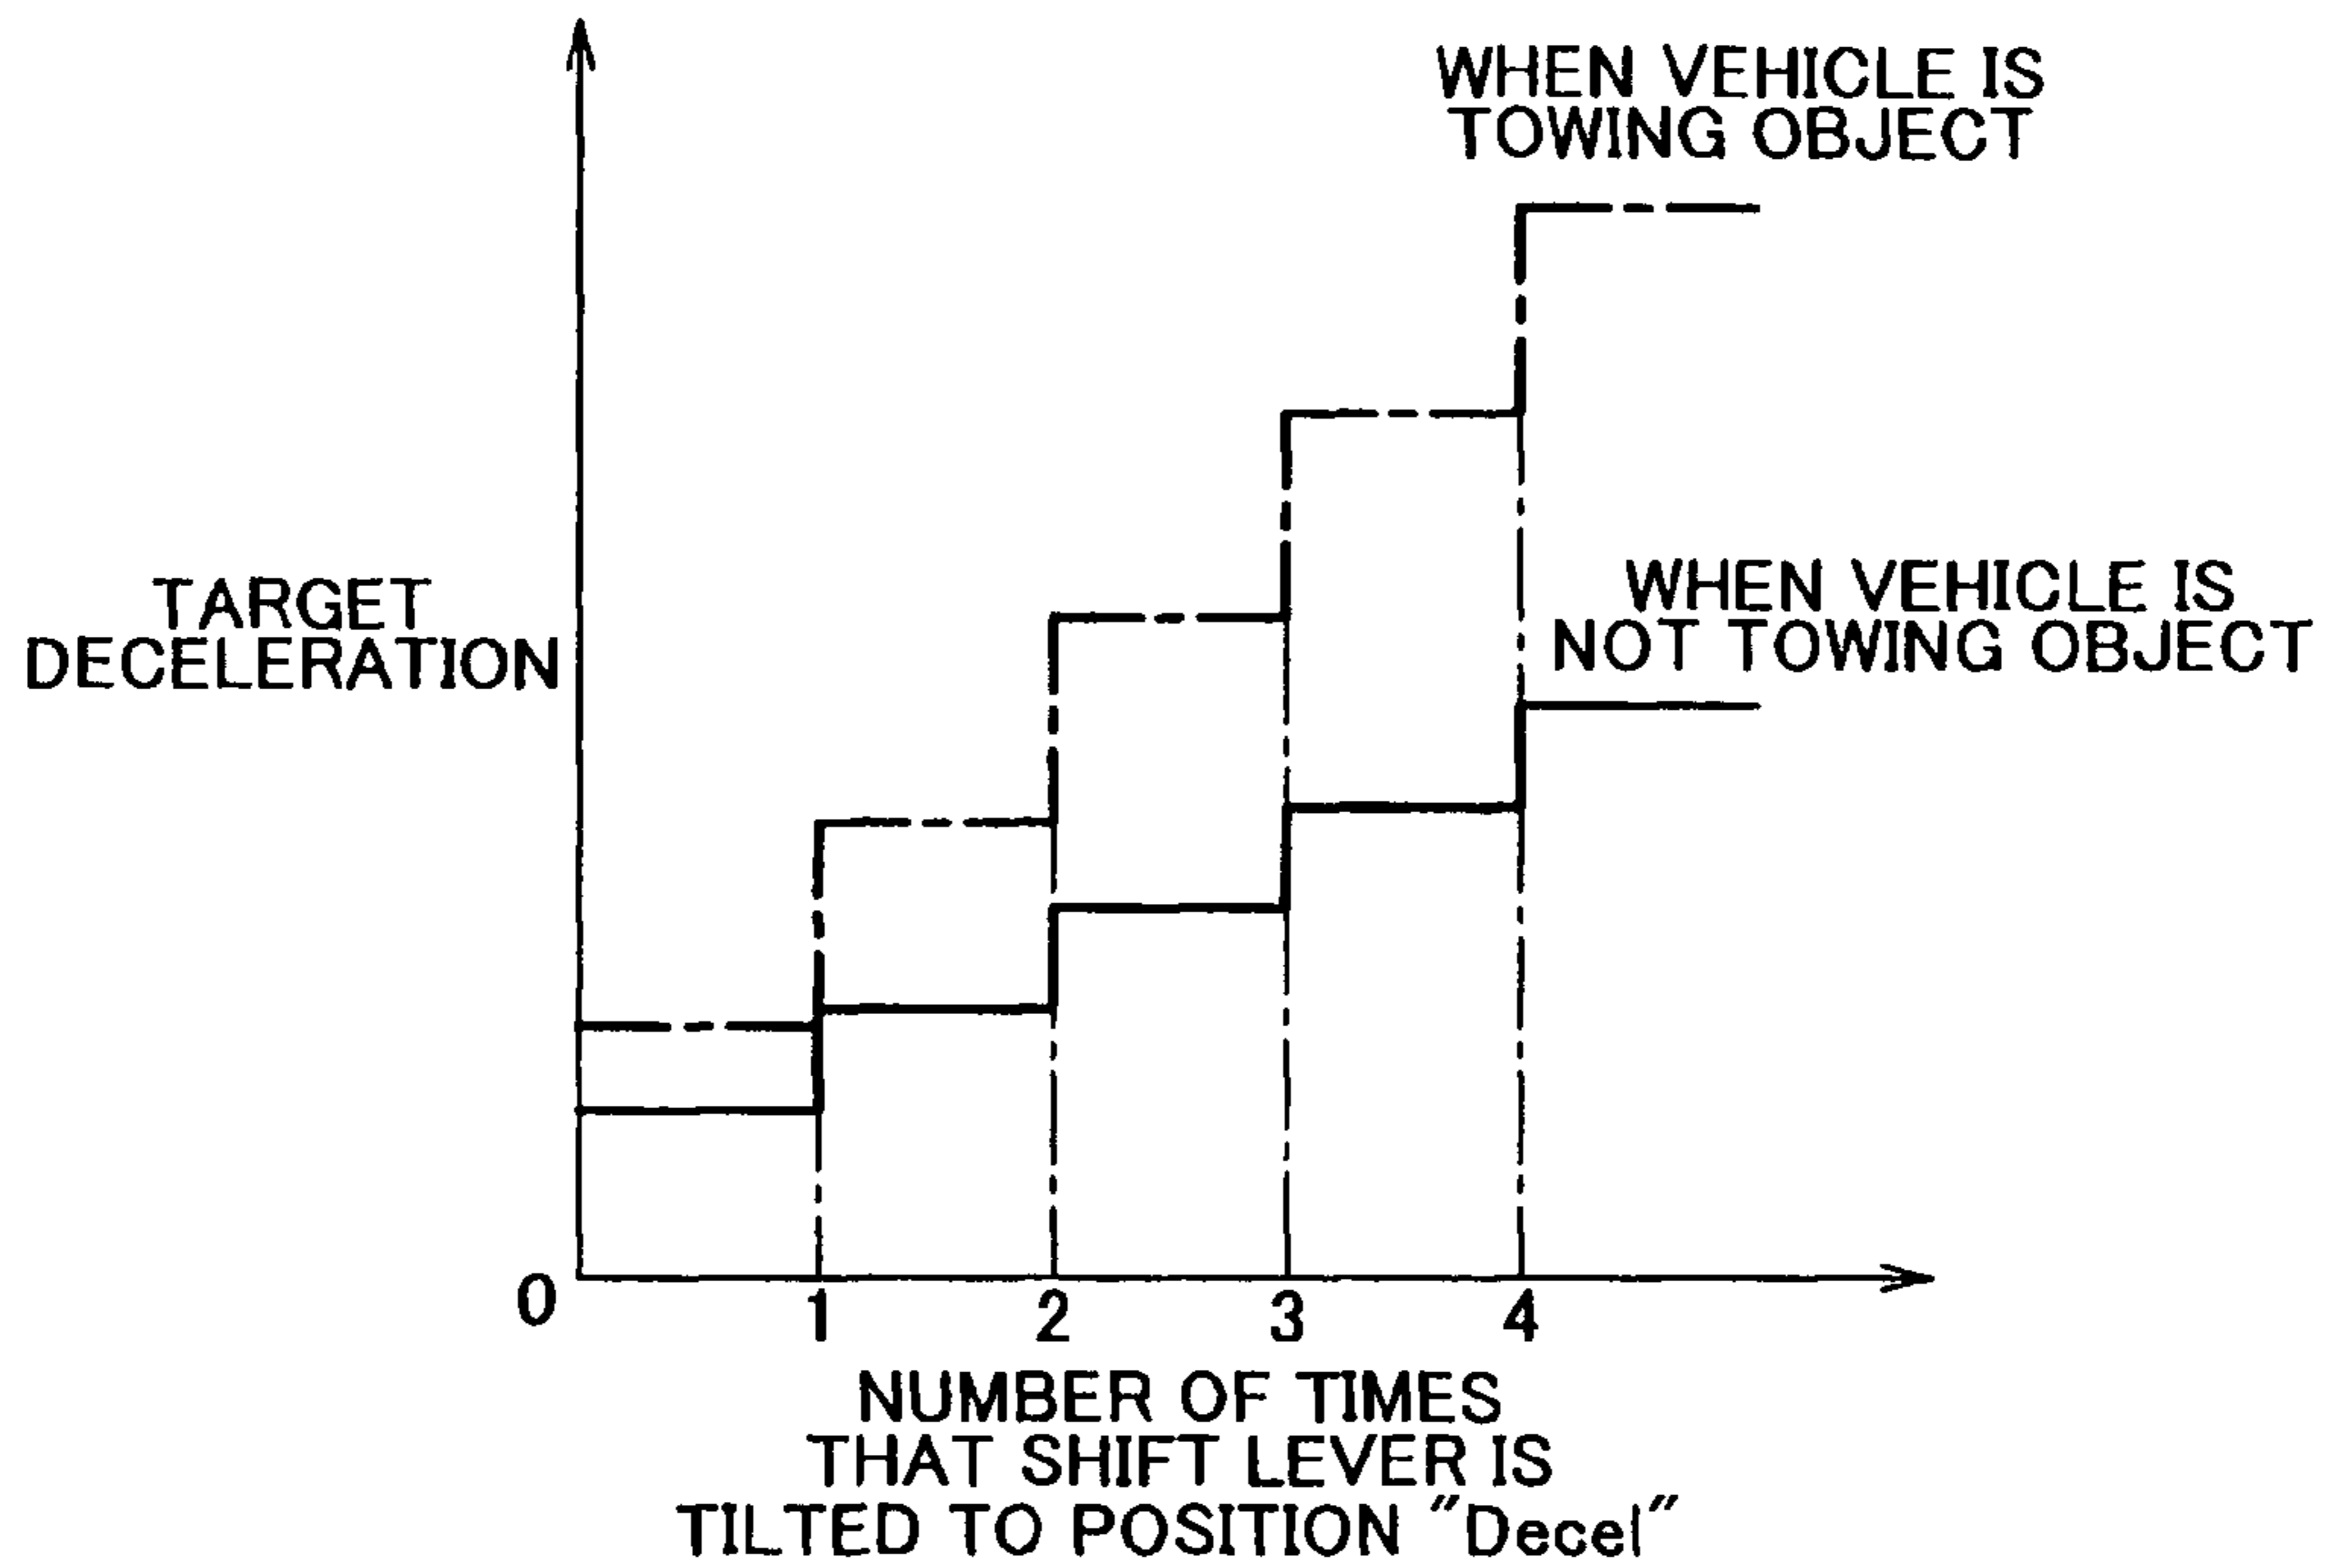 WHEN VEHICLE IS
TOWING OBJECT
WHEN VEHICLE IS
NOT TOWING OBJECT
TARGET
DECELERATION
0
1 2 3 4
NUMBER OF TIMES
THAT SHIFT LEVER IS
TILTED TO POSITION "Decel"